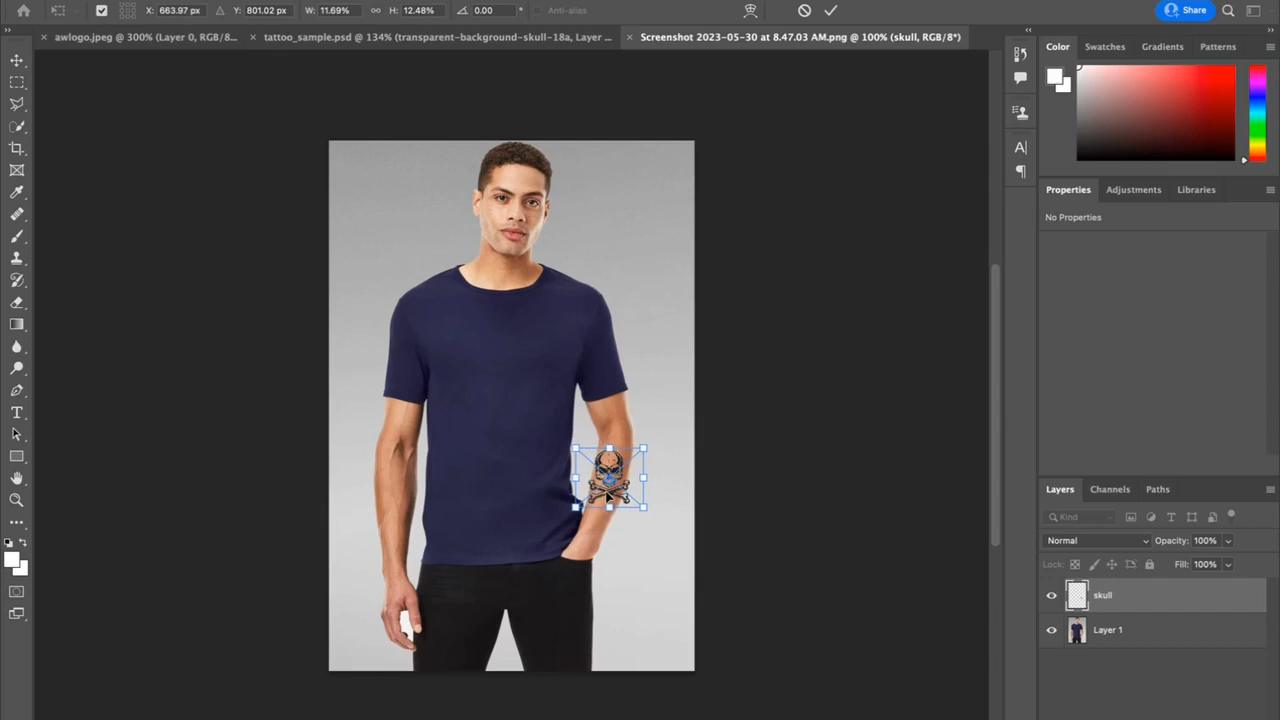 X: 663.97 px Y: 801.02 px W: 11.69% H: 12.48% 0.00 ° Anti-alias Share
awlogo.jpeg @ 300% (Layer 0, RGB/8... tattoo_sample.psd @ 134% (transparent-background-skull-18a, Layer ... Screenshot 2023-05-30 at 8.47.03 AM.png @ 100% (skull, RGB/8*)
Color Swatches Gradients Patterns
Properties Adjustments Libraries
No Properties
Layers Channels Paths
Kind
Normal Opacity: 100%
Lock: Fill: 100%
skull
Layer 1